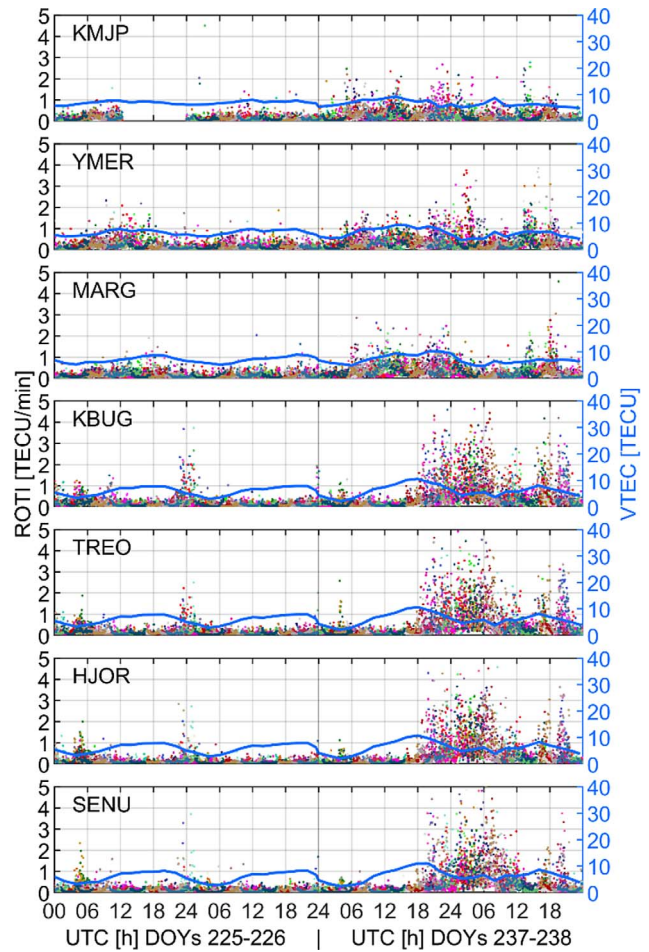 KMJP
5 4 3 2 1 0
40 30 20 10 0
YMER
5 4 3 2 1 0
40 30 20 10 0
MARG
5 4 3 2 1 0
40 30 20 10 0
KBUG
5 4 3 2 1 0
40 30 20 10 0
TREO
5 4 3 2 1 0
40 30 20 10 0
HJOR
5 4 3 2 1 0
40 30 20 10 0
SENU
5 4 3 2 1 0
40 30 20 10 0
ROTI [TECU/min]
VTEC [TECU]
00 06 12 18 24 06 12 18 24 06 12 18 24 06 12 18
UTC [h] DOYs 225-226 | UTC [h] DOYs 237-238